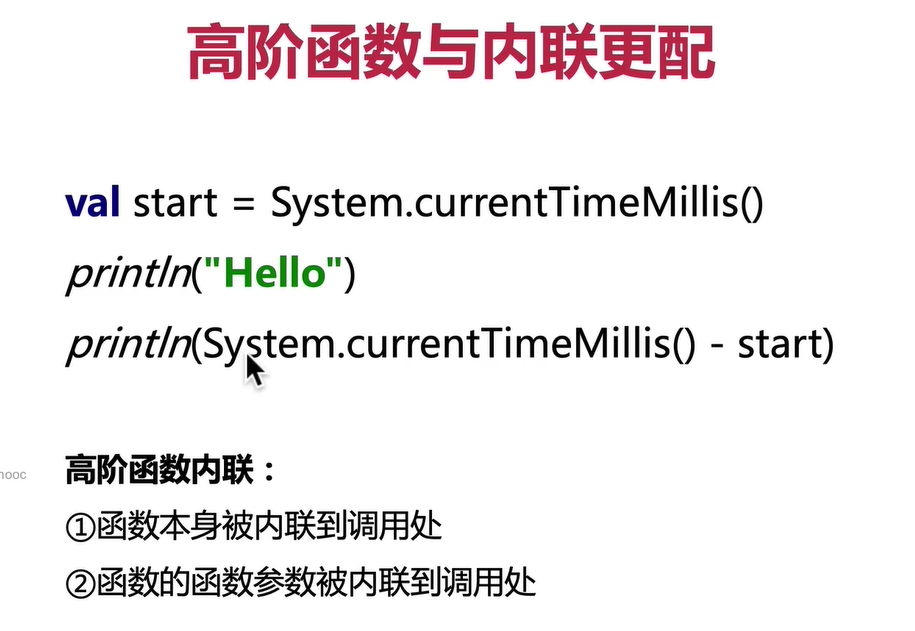 高阶函数与内联更配
val start = System.currentTimeMillis()
println("Hello")
println(System.currentTimeMillis() - start)
nooc
高阶函数内联：
①函数本身被内联到调用处
②函数的函数参数被内联到调用处